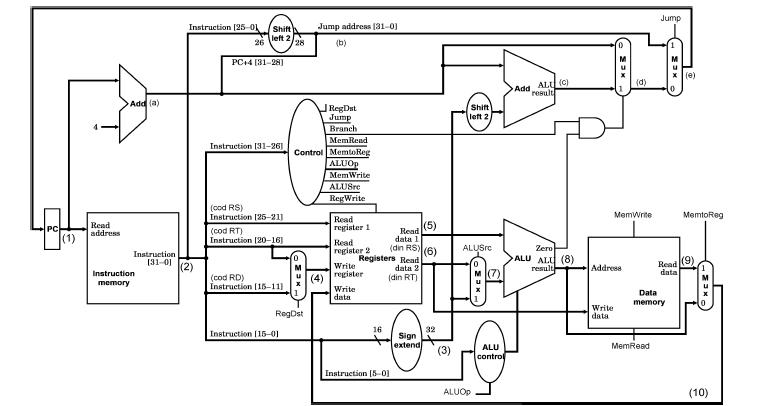 Instruction [25–0]
26
Shift
left 2
28
Jump address [31–0]
(b)
Jump
PC+4 [31–28]
0
M
u
x
1
1
M
u
x
0
(e)
(d)
Add
(a)
4
Add
ALU
result
(c)
Shift
left 2
Instruction [31–26]
Control
RegDst
Jump
Branch
MemRead
MemtoReg
ALUOp
MemWrite
ALUSrc
RegWrite
PC
(1)
Read
address
Instruction
[31–0]
Instruction
memory
(2)
(cod RS)
Instruction [25–21]
(cod RT)
Instruction [20–16]
(cod RD)
Instruction [15–11]
0
M
u
x
1
RegDst
(4)
Read
register 1
Read
register 2
Write
register
Write
data
Registers
Read
data 1
(din RS)
Read
data 2
(din RT)
(5)
(6)
ALUSrc
0
M
u
x
1
(7)
ALU
Zero
ALU
result
(8)
MemWrite
Address
Read
data
Data
memory
Write
data
MemRead
(9)
MemtoReg
1
M
u
x
0
Instruction [15–0]
16
Sign
extend
32
(3)
Instruction [5–0]
ALU
control
ALUOp
(10)